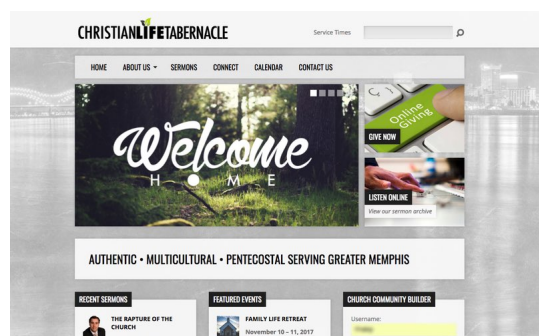 CHRISTIANLIFETABERNACLE
Service Times
HOME ABOUT US SERMONS CONNECT CALENDAR CONTACT US
Welcome
HOME
Online
Giving
GIVE NOW
LISTEN ONLINE
View our sermon archive
AUTHENTIC • MULTICULTURAL • PENTECOSTAL SERVING GREATER MEMPHIS
RECENT SERMONS FEATURED EVENTS CHURCH COMMUNITY BUILDER
THE RAPTURE OF THE
CHURCH
FAMILY LIFE RETREAT
November 10 – 11, 2017
Username: